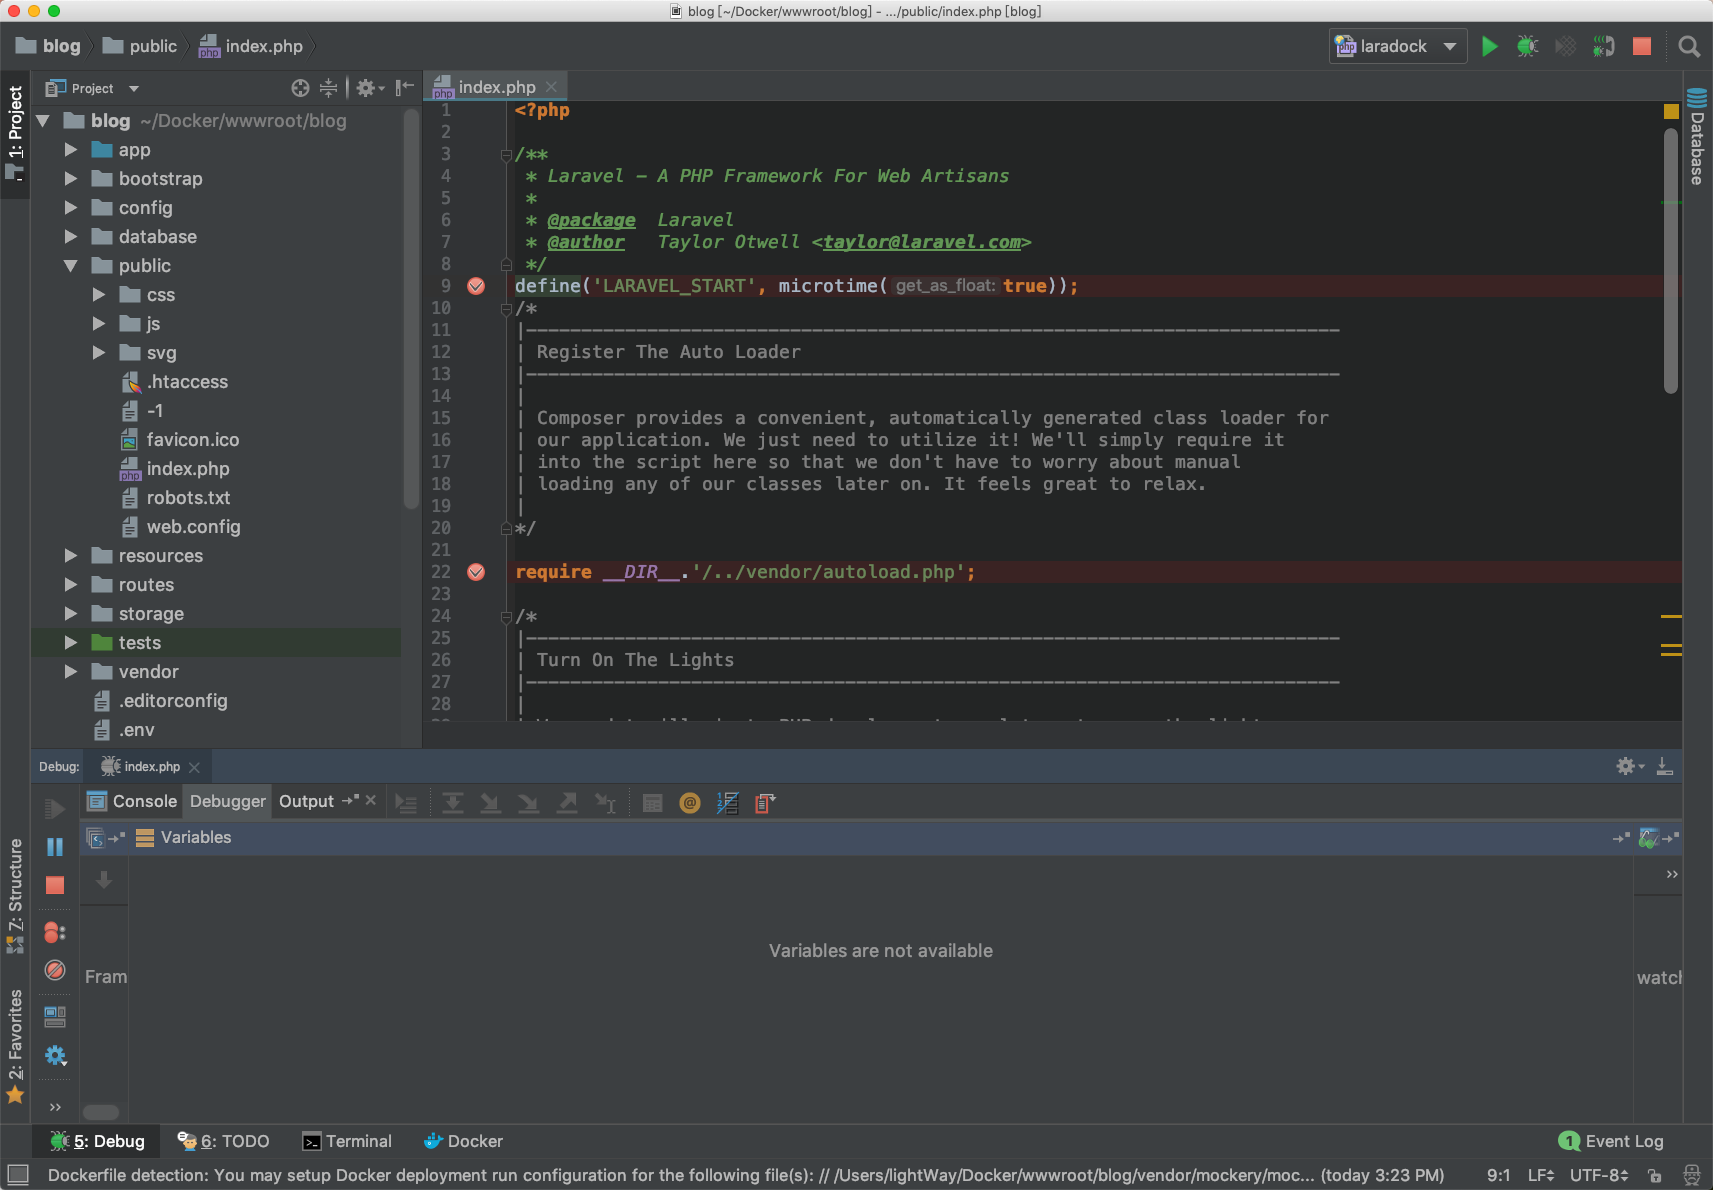 blog [~/Docker/wwwroot/blog] - .../public/index.php [blog]
blog public index.php laradock
1: Project
Project
index.php
blog ~/Docker/wwwroot/blog
app
bootstrap
config
database
public
css
js
svg
.htaccess
-1
favicon.ico
index.php
robots.txt
web.config
resources
routes
storage
tests
vendor
.editorconfig
.env
1 <?php
2
3 /**
4 * Laravel - A PHP Framework For Web Artisans
5 *
6 * @package Laravel
7 * @author Taylor Otwell <taylor@laravel.com>
8 */
9 define('LARAVEL_START', microtime( get_as_float: true));
10 /*
11 |--------------------------------------------------------------------------
12 | Register The Auto Loader
13 |--------------------------------------------------------------------------
14 |
15 | Composer provides a convenient, automatically generated class loader for
16 | our application. We just need to utilize it! We'll simply require it
17 | into the script here so that we don't have to worry about manual
18 | loading any of our classes later on. It feels great to relax.
19 |
20 */
21
22 require __DIR__.'/../vendor/autoload.php';
23
24 /*
25 |--------------------------------------------------------------------------
26 | Turn On The Lights
27 |--------------------------------------------------------------------------
28 |
Database
Debug: index.php
Console Debugger Output
Variables
Fram
Variables are not available
watch
Z: Structure
2: Favorites
5: Debug 6: TODO Terminal Docker 1 Event Log
Dockerfile detection: You may setup Docker deployment run configuration for the following file(s): // /Users/lightWay/Docker/wwwroot/blog/vendor/mockery/moc... (today 3:23 PM) 9:1 LF UTF-8